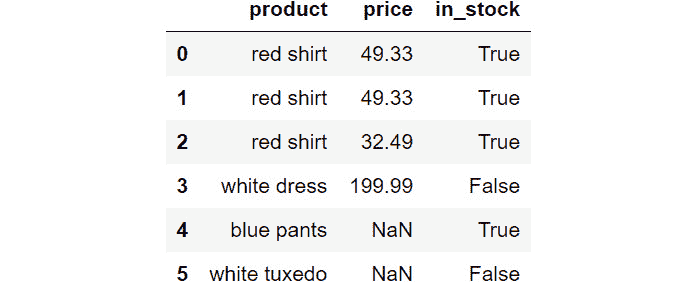 product price in_stock
0 red shirt 49.33 True
1 red shirt 49.33 True
2 red shirt 32.49 True
3 white dress 199.99 False
4 blue pants NaN True
5 white tuxedo NaN False